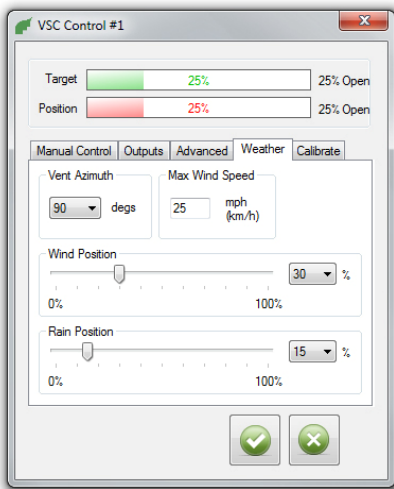 VSC Control #1
Target 25% 25% Open
Position 25% 25% Open
Manual Control Outputs Advanced Weather Calibrate
Vent Azimuth Max Wind Speed
90 degs 25 mph
(km/h)
Wind Position
30 %
0% 100%
Rain Position
15 %
0% 100%